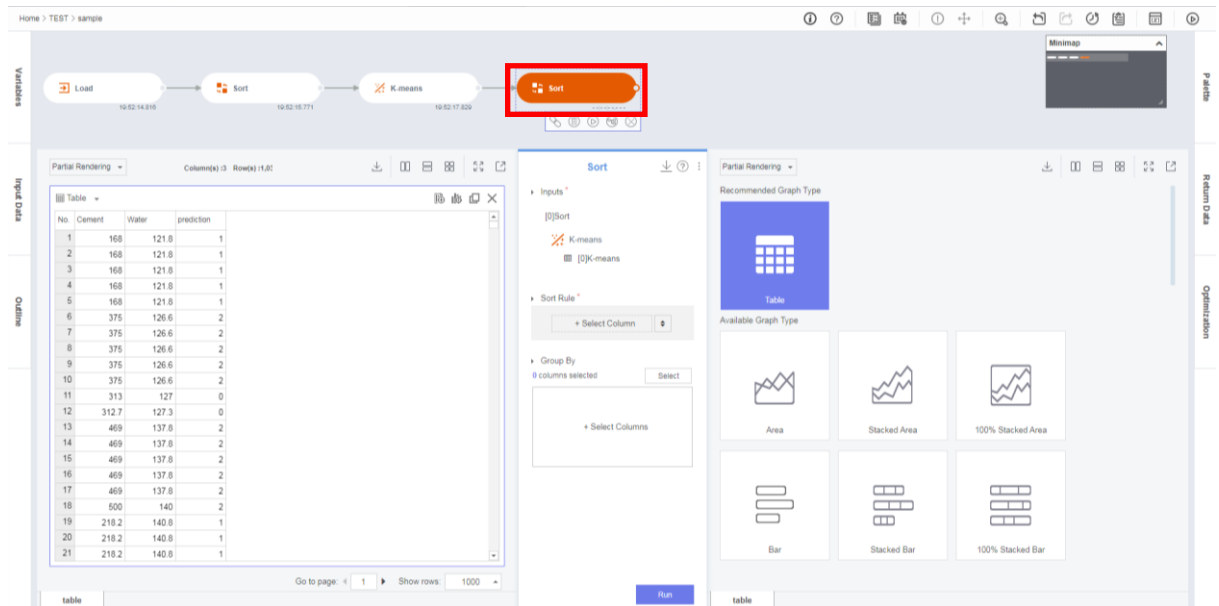 Home > TEST > sample
Minimap
Variables
Input Data
Outline
Load
19:52:14.816
Sort
19:52:15.771
K-means
19:52:17.829
Sort
Palette
Return Data
Optimization
Partial Rendering
Column(s) :3 Row(s) :1,0
Table
No. Cement Water prediction
1 168 121.8 1
2 168 121.8 1
3 168 121.8 1
4 168 121.8 1
5 168 121.8 1
6 375 126.6 2
7 375 126.6 2
8 375 126.6 2
9 375 126.6 2
10 375 126.6 2
11 313 127 0
12 312.7 127.3 0
13 469 137.8 2
14 469 137.8 2
15 469 137.8 2
16 469 137.8 2
17 469 137.8 2
18 500 140 2
19 218.2 140.8 1
20 218.2 140.8 1
21 218.2 140.8 1
Go to page: 1 Show rows: 1000
table
Sort
Inputs *
[0]Sort
K-means
[0]K-means
Sort Rule *
+ Select Column
Group By
0 columns selected
Select
+ Select Columns
Run
Partial Rendering
Recommended Graph Type
Table
Available Graph Type
Area
Stacked Area
100% Stacked Area
Bar
Stacked Bar
100% Stacked Bar
table